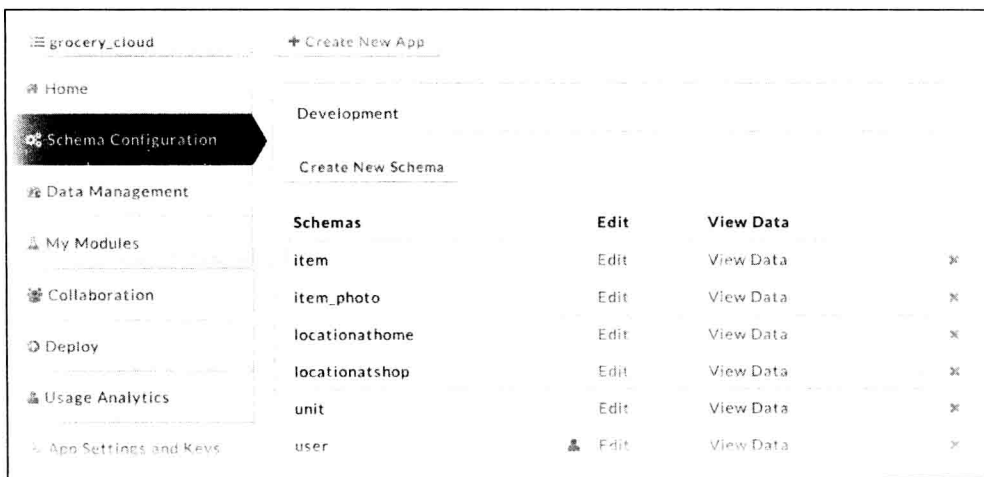 grocery_cloud
+ Create New App
Home
Schema Configuration
Data Management
My Modules
Collaboration
Deploy
Usage Analytics
App Settings and Keys
Development
Create New Schema
Schemas Edit View Data
item Edit View Data
item_photo Edit View Data
locationathome Edit View Data
locationatshop Edit View Data
unit Edit View Data
user Edit View Data